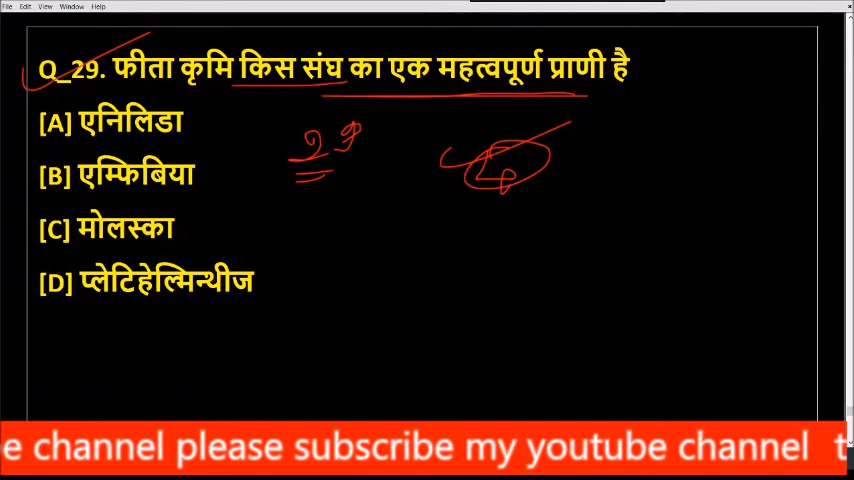 File Edit View Window Help
Q_29. फीता कृमि किस संघ का एक महत्वपूर्ण प्राणी है
[A] एनिलिडा
[B] एम्फिबिया
[C] मोलस्का
[D] प्लेटिहेल्मिन्थीज
e channel please subscribe my youtube channel t